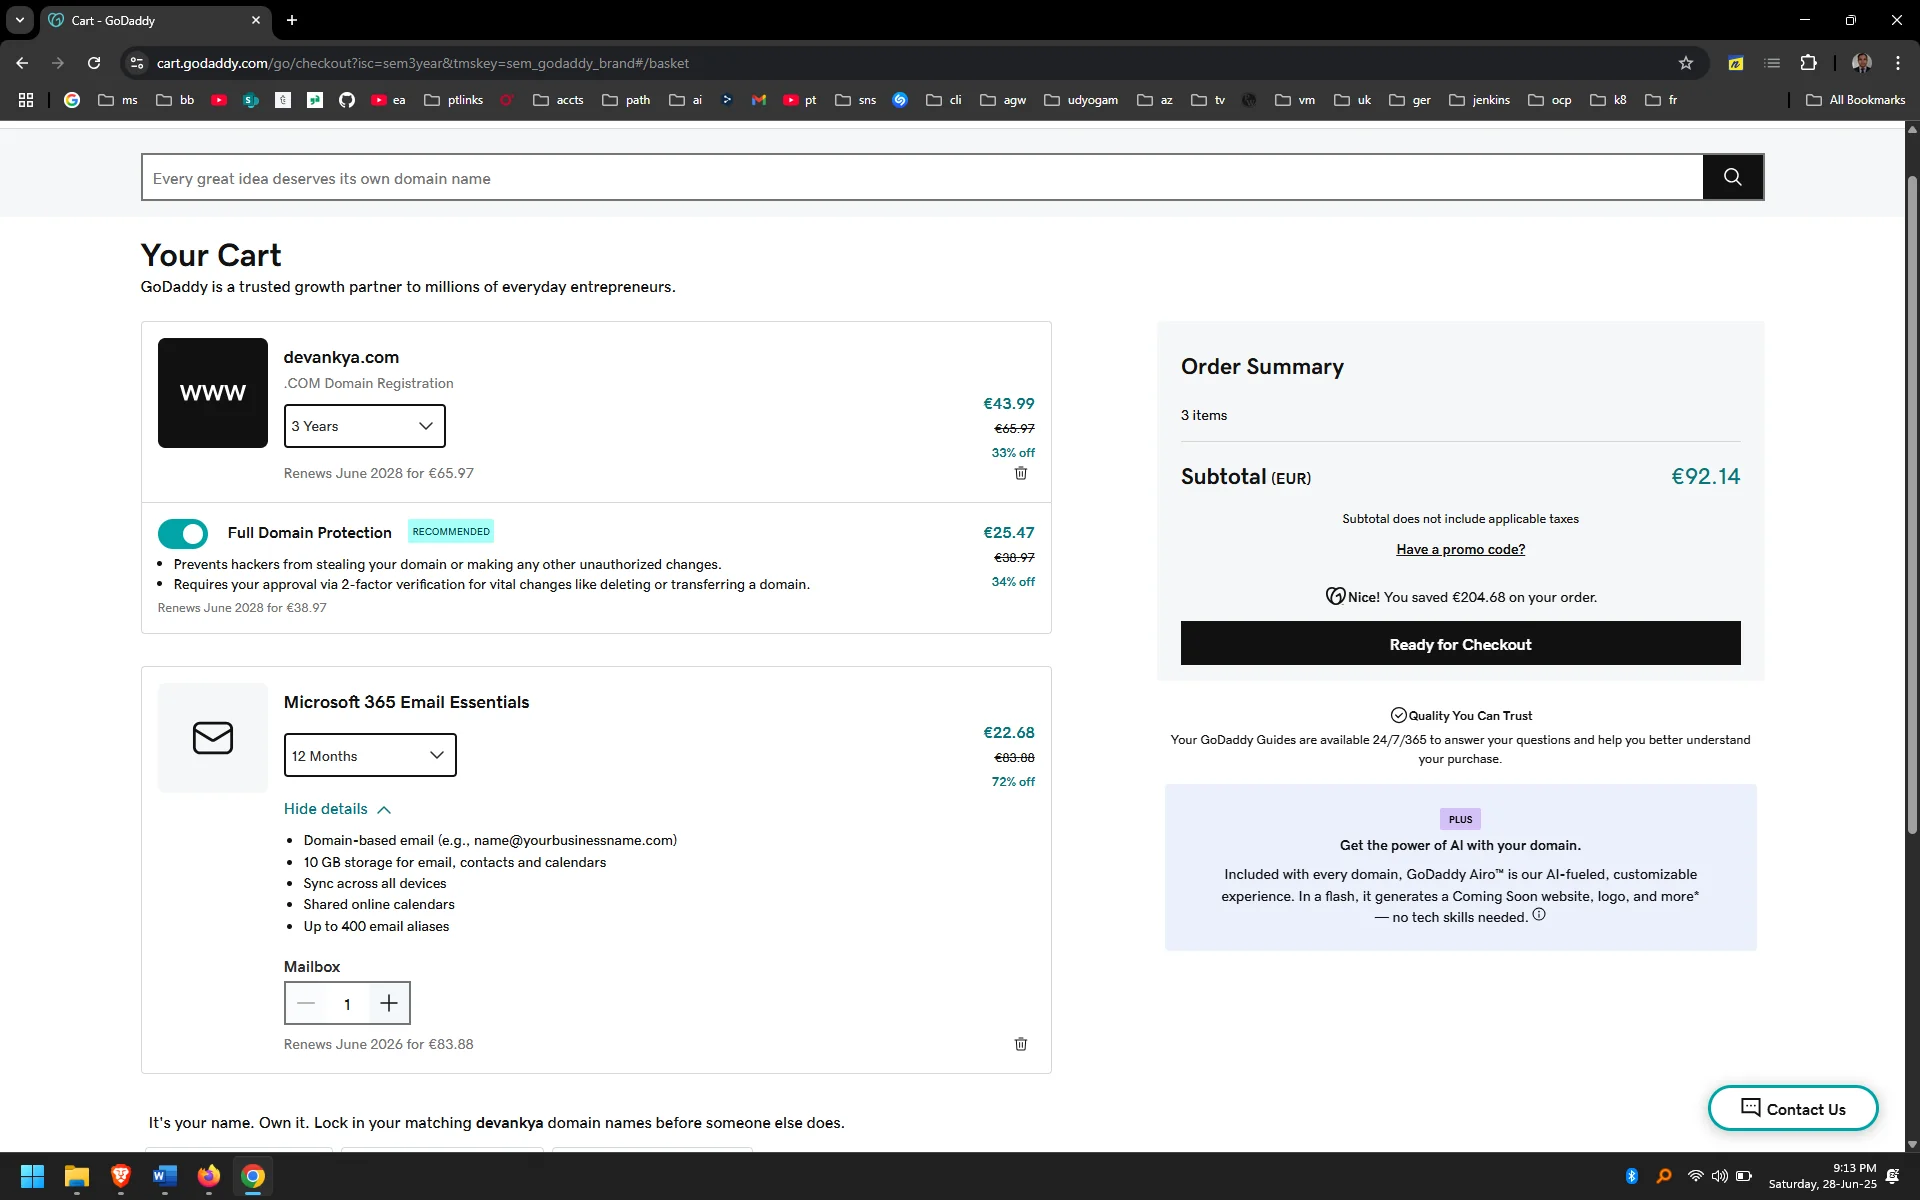 Cart - GoDaddy
cart.godaddy.com/go/checkout?isc=sem3year&tmskey=sem_godaddy_brand#/basket
ms bb ea ptlinks accts path ai pt sns cli agw udyogam az tv vm uk ger jenkins ocp k8 fr All Bookmarks
Every great idea deserves its own domain name
Your Cart
GoDaddy is a trusted growth partner to millions of everyday entrepreneurs.
www
devankya.com
.COM Domain Registration
3 Years
Renews June 2028 for €65.97
€43.99
€65.97
33% off
Full Domain Protection RECOMMENDED
Prevents hackers from stealing your domain or making any other unauthorized changes.
Requires your approval via 2-factor verification for vital changes like deleting or transferring a domain.
Renews June 2028 for €38.97
€25.47
€38.97
34% off
Microsoft 365 Email Essentials
12 Months
€22.68
€83.88
72% off
Hide details
Domain-based email (e.g., name@yourbusinessname.com)
10 GB storage for email, contacts and calendars
Sync across all devices
Shared online calendars
Up to 400 email aliases
Mailbox
1
Renews June 2026 for €83.88
It's your name. Own it. Lock in your matching devankya domain names before someone else does.
Order Summary
3 items
Subtotal (EUR) €92.14
Subtotal does not include applicable taxes
Have a promo code?
Nice! You saved €204.68 on your order.
Ready for Checkout
Quality You Can Trust
Your GoDaddy Guides are available 24/7/365 to answer your questions and help you better understand
your purchase.
PLUS
Get the power of AI with your domain.
Included with every domain, GoDaddy Airo™ is our AI-fueled, customizable
experience. In a flash, it generates a Coming Soon website, logo, and more*
— no tech skills needed.
Contact Us
9:13 PM
Saturday, 28-Jun-25